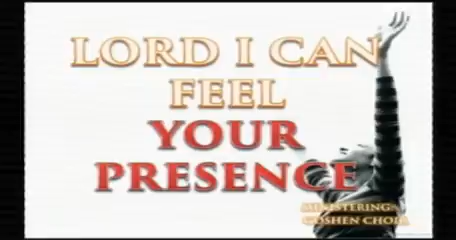 LORD I CAN
FEEL
YOUR
PRESENCE
MINISTERING:
GOSHEN CHOIR